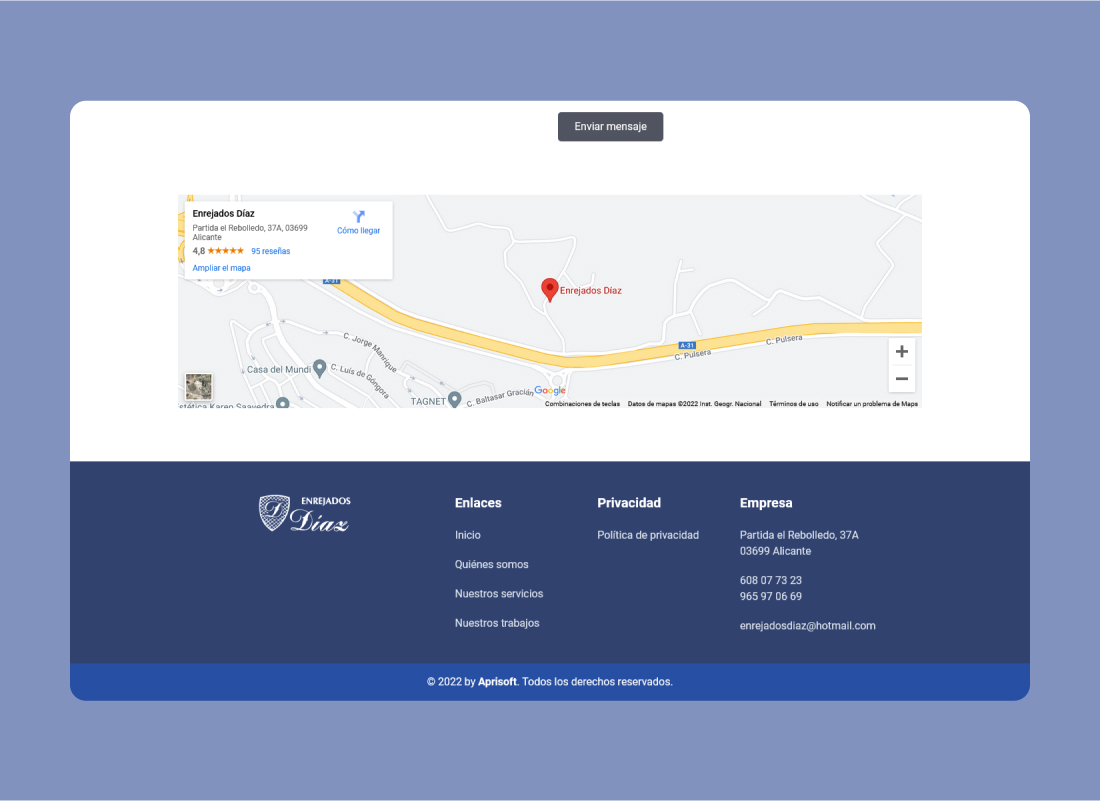 Enviar mensaje
Enrejados Díaz
Partida el Rebolledo, 37A, 03699
Alicante
Cómo llegar
4,8 ★★★★★ 95 reseñas
Ampliar el mapa
A-31
Enrejados Díaz
A-31
C. Pulsera
C. Pulsera
C. Jorge Manrique
Casa del Mundi
C. Luis de Góngora
TAGNET
C. Baltasar Gracián
stética Karen Saavedra
Google
Combinaciones de teclas
Datos de mapas ©2022 Inst. Geogr. Nacional
Términos de uso
Notificar un problema de Maps
+
−
ENREJADOS
Díaz
Enlaces
Inicio
Quiénes somos
Nuestros servicios
Nuestros trabajos
Privacidad
Política de privacidad
Empresa
Partida el Rebolledo, 37A
03699 Alicante
608 07 73 23
965 97 06 69
enrejadosdiaz@hotmail.com
© 2022 by Aprisoft. Todos los derechos reservados.